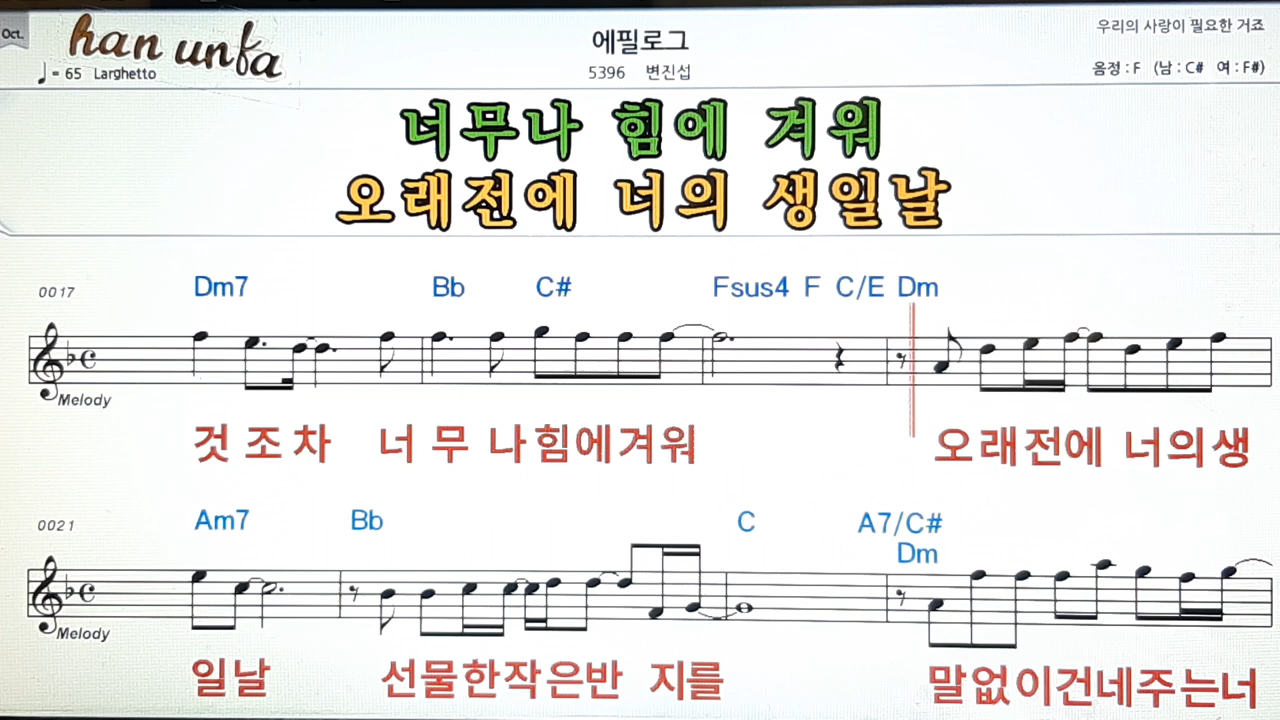 Oct.
han unfa
♩= 65 Larghetto
에필로그
5396 변진섭
우리의 사랑이 필요한 거죠
음정 : F (남 : C# 여 : F#)
너무나 힘에 겨워
오래전에 너의 생일날
0017
Dm7 Bb C# Fsus4 F C/E Dm
Melody
것 조 차 너 무 나 힘에겨워 오래전에 너의생
0021
Am7 Bb C A7/C#
Dm
Melody
일날 선물한작은반 지를 말없이건네주는너